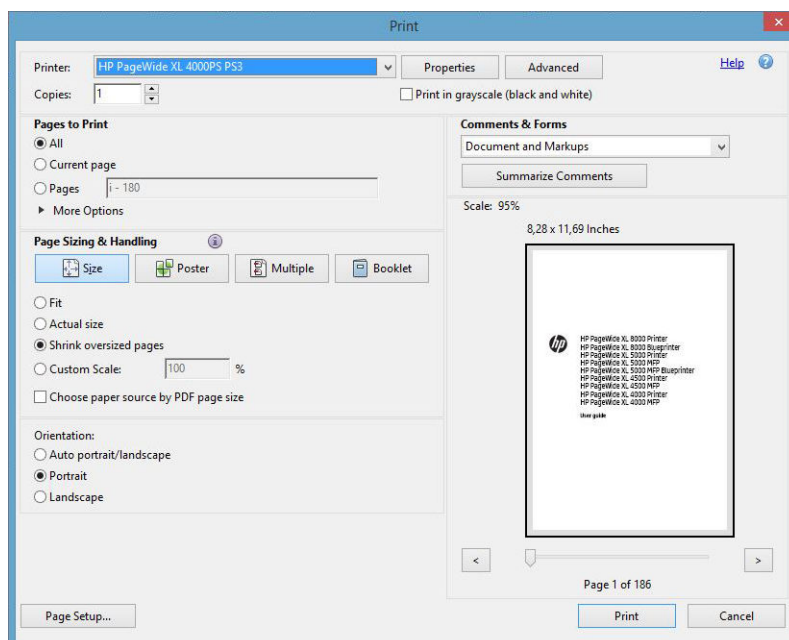 Print
Printer: HP PageWide XL 4000PS PS3 Properties Advanced Help
Copies: 1 Print in grayscale (black and white)
Pages to Print
All
Current page
Pages i - 180
More Options
Comments & Forms
Document and Markups
Summarize Comments
Page Sizing & Handling
Size Poster Multiple Booklet
Fit
Actual size
Shrink oversized pages
Custom Scale: 100 %
Choose paper source by PDF page size
Orientation:
Auto portrait/landscape
Portrait
Landscape
Scale: 95%
8,28 x 11,69 Inches
hp
HP PageWide XL 8000 Printer
HP PageWide XL 8000 Blueprinter
HP PageWide XL 5000 Printer
HP PageWide XL 5000 MFP
HP PageWide XL 5000 MFP Blueprinter
HP PageWide XL 4500 Printer
HP PageWide XL 4500 MFP
HP PageWide XL 4000 Printer
HP PageWide XL 4000 MFP
User guide
< >
Page 1 of 186
Page Setup... Print Cancel